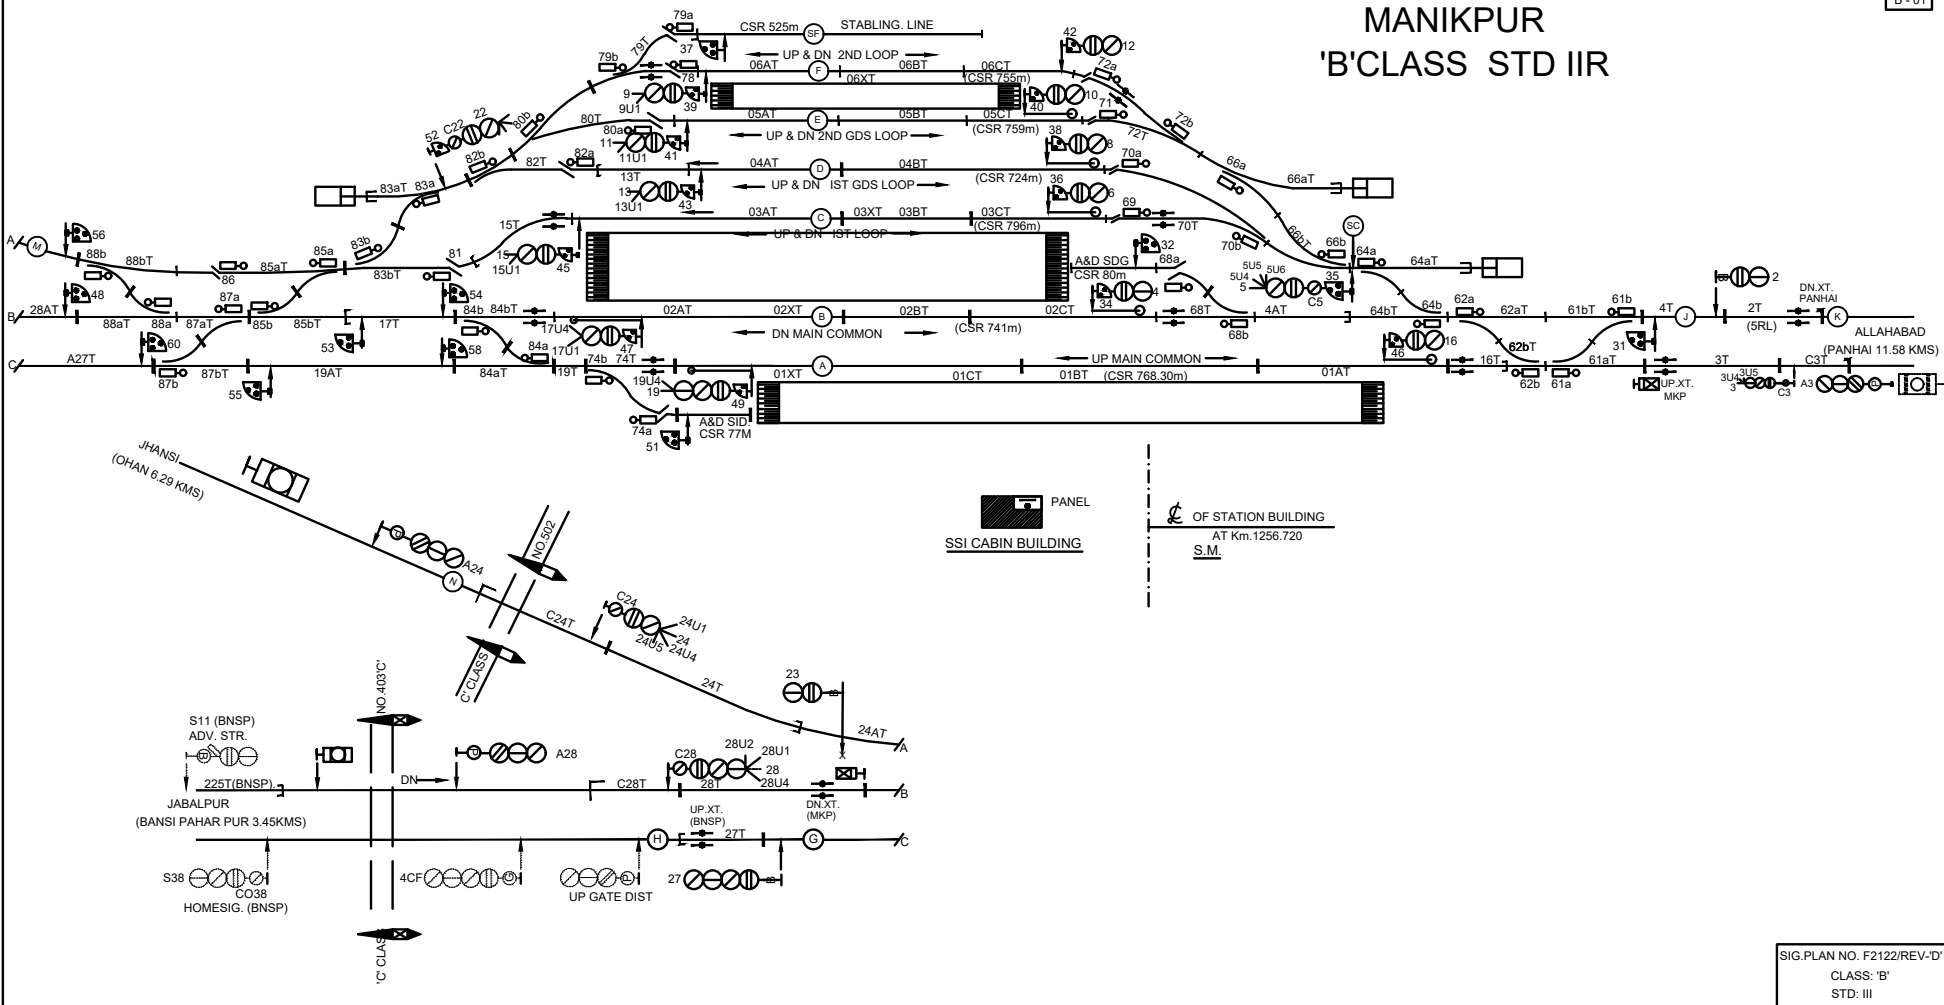 MANIKPUR
'B'CLASS  STD IIR
B - 01
79a
CSR 525m
SF
STABLING. LINE
79T
37
79b
UP & DN  2ND LOOP
42
12
78
06AT
F
06BT
06CT
06XT
(CSR 755m)
72a
9
9U1
39
40
10
71
22
C22
52
80b
80T
80a
05AT
E
05BT
05CT
(CSR 759m)
72T
72b
UP & DN 2ND GDS LOOP
11
11U1
41
38
8
82b
82T
82a
04AT
D
04BT
70a
66a
13T
UP & DN   IST GDS LOOP
(CSR 724m)
36
6
66aT
83aT
83a
13
13U1
43
15T
03AT
C
03XT
03BT
03CT
(CSR 796m)
69
70T
UP & DN   IST LOOP
SC
A
M
56
88b
88bT
86
85aT
85a
83b
83bT
81
15
15U1
45
A&D SDG
CSR 80m
32
68a
70b
66bT
66b
64a
64aT
5U5
5U6
5U4
5
C5
35
34
4
2
DN.XT.
PANHAI
48
54
B
28AT
88aT
88a
87aT
87a
85b
85bT
17T
84b
84bT
17U4
02AT
02XT
B
02BT
02CT
(CSR 741m)
68T
68b
4AT
64bT
64b
62a
62aT
61bT
61b
4T
J
2T
(5RL)
K
ALLAHABAD
(PANHAI 11.58 KMS)
60
53
58
84a
17U1
47
DN MAIN COMMON
46
16
31
62bT
C
A27T
87b
87bT
19AT
84aT
19T
74b
74T
01XT
A
UP MAIN COMMON
01CT
01BT
(CSR 768.30m)
01AT
16T
62b
61a
61aT
3T
C3T
55
19U4
19
49
UP.XT.
MKP
3U5
3U4
3
C3
A3
P
74a
51
A&D SID.
CSR 77M
JHANSI
(OHAN 6.29 KMS)
P
A24
N
NO.502
C24T
'C' CLASS
C24
24U1
24
24U4
24U5
24T
PANEL
SSI CABIN BUILDING
OF STATION BUILDING
AT Km.1256.720
S.M.
23
B
24AT
A
NO.403'C'
S11 (BNSP)
ADV. STR.
B
P
A28
C28
28U2
28U1
28
28U4
225T(BNSP).
DN
C28T
28T
B
JABALPUR
(BANSI PAHAR PUR 3.45KMS)
UP.XT.
(BNSP)
DN.XT.
(MKP)
H
27T
G
C
S38
CO38
HOMESIG. (BNSP)
4CF
G
P
UP GATE DIST
27
B
'C' CLASS
SIG.PLAN NO. F2122/REV-'D'
CLASS: 'B'
STD: III